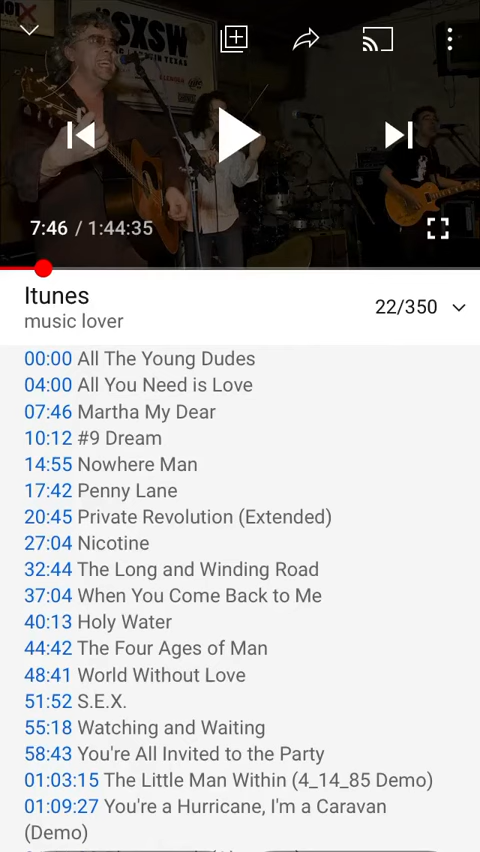 SXSW
7:46 / 1:44:35
Itunes
music lover
22/350
00:00 All The Young Dudes
04:00 All You Need is Love
07:46 Martha My Dear
10:12 #9 Dream
14:55 Nowhere Man
17:42 Penny Lane
20:45 Private Revolution (Extended)
27:04 Nicotine
32:44 The Long and Winding Road
37:04 When You Come Back to Me
40:13 Holy Water
44:42 The Four Ages of Man
48:41 World Without Love
51:52 S.E.X.
55:18 Watching and Waiting
58:43 You're All Invited to the Party
01:03:15 The Little Man Within (4_14_85 Demo)
01:09:27 You're a Hurricane, I'm a Caravan
(Demo)